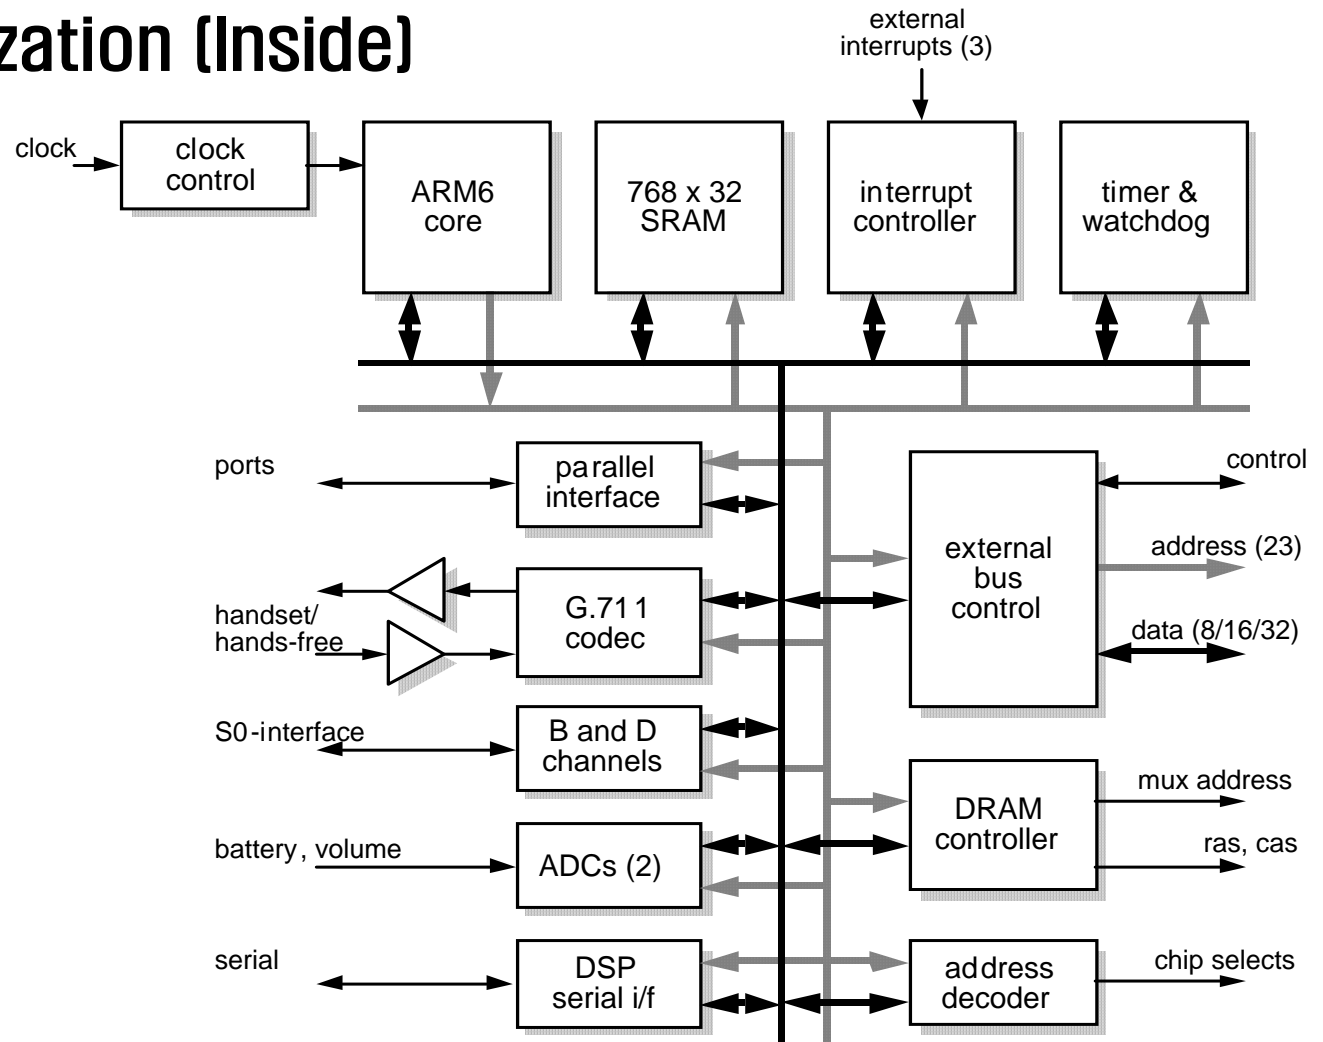 zation (Inside)
external
interrupts (3)
clock
clock
control
ARM6
core
768 x 32
SRAM
interrupt
controller
timer &
watchdog
ports
parallel
interface
handset/
hands-free
G.711
codec
S0-interface
B and D
channels
battery, volume
ADCs (2)
serial
DSP
serial i/f
external
bus
control
control
address (23)
data (8/16/32)
DRAM
controller
mux address
ras, cas
address
decoder
chip selects